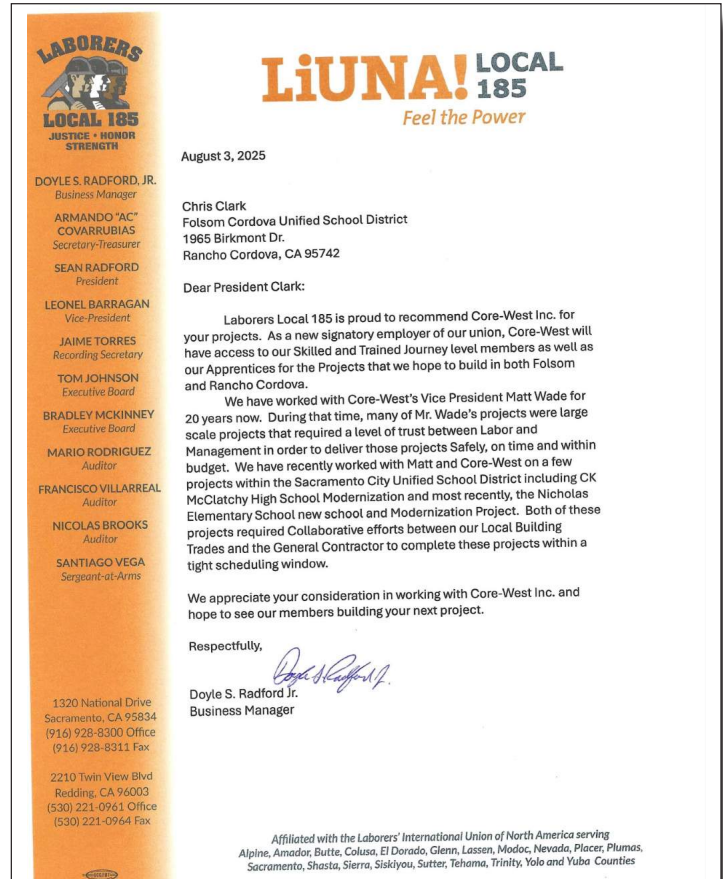 LABORERS
LOCAL 185
JUSTICE • HONOR
STRENGTH
DOYLE S. RADFORD, JR.
Business Manager
ARMANDO "AC"
COVARRUBIAS
Secretary-Treasurer
SEAN RADFORD
President
LEONEL BARRAGAN
Vice-President
JAIME TORRES
Recording Secretary
TOM JOHNSON
Executive Board
BRADLEY MCKINNEY
Executive Board
MARIO RODRIGUEZ
Auditor
FRANCISCO VILLARREAL
Auditor
NICOLAS BROOKS
Auditor
SANTIAGO VEGA
Sergeant-at-Arms
1320 National Drive
Sacramento, CA 95834
(916) 928-8300 Office
(916) 928-8311 Fax
2210 Twin View Blvd
Redding, CA 96003
(530) 221-0961 Office
(530) 221-0964 Fax
LiUNA! LOCAL 185
Feel the Power
August 3, 2025
Chris Clark
Folsom Cordova Unified School District
1965 Birkmont Dr.
Rancho Cordova, CA 95742
Dear President Clark:
Laborers Local 185 is proud to recommend Core-West Inc. for
your projects. As a new signatory employer of our union, Core-West will
have access to our Skilled and Trained Journey level members as well as
our Apprentices for the Projects that we hope to build in both Folsom
and Rancho Cordova.
We have worked with Core-West's Vice President Matt Wade for
20 years now. During that time, many of Mr. Wade's projects were large
scale projects that required a level of trust between Labor and
Management in order to deliver those projects Safely, on time and within
budget. We have recently worked with Matt and Core-West on a few
projects within the Sacramento City Unified School District including CK
McClatchy High School Modernization and most recently, the Nicholas
Elementary School new school and Modernization Project. Both of these
projects required Collaborative efforts between our Local Building
Trades and the General Contractor to complete these projects within a
tight scheduling window.
We appreciate your consideration in working with Core-West Inc. and
hope to see our members building your next project.
Respectfully,
Doyle S. Radford Jr.
Doyle S. Radford Jr.
Business Manager
Affiliated with the Laborers' International Union of North America serving
Alpine, Amador, Butte, Colusa, El Dorado, Glenn, Lassen, Modoc, Nevada, Placer, Plumas,
Sacramento, Shasta, Sierra, Siskiyou, Sutter, Tehama, Trinity, Yolo and Yuba Counties